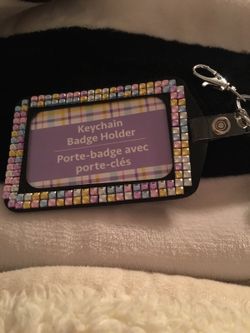 Keychain
Badge Holder
Porte-badge avec
porte-clés